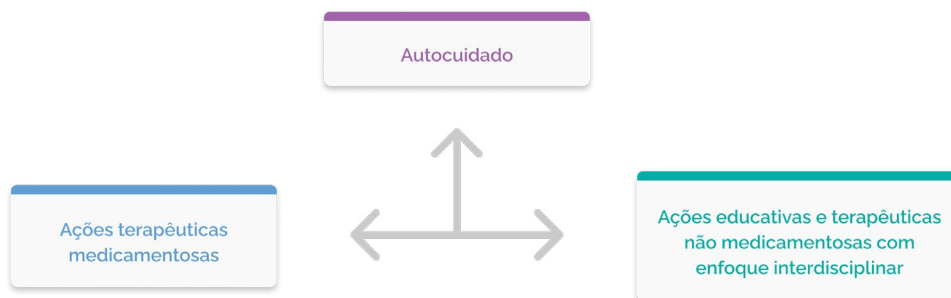 Autocuidado
Ações terapêuticas
medicamentosas
Ações educativas e terapêuticas
não medicamentosas com
enfoque interdisciplinar